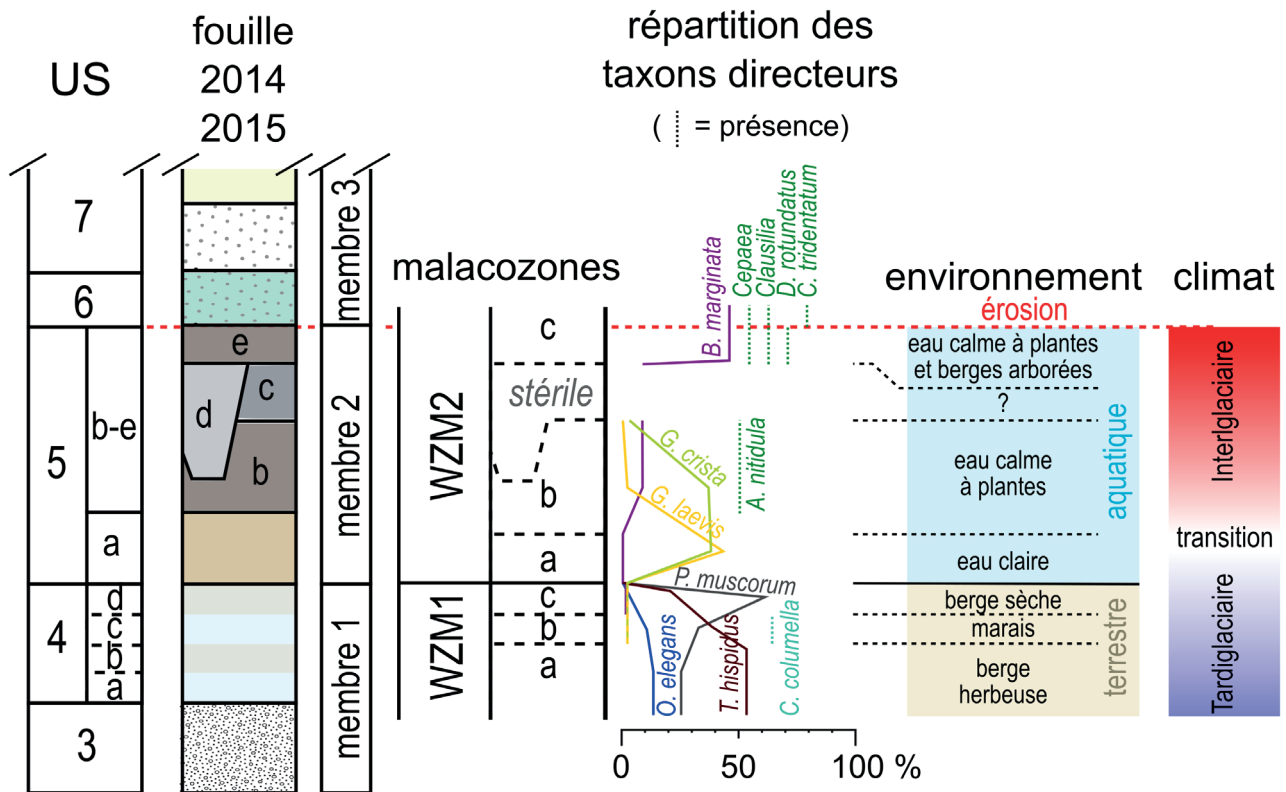 US
fouille
2014
2015
répartition des
taxons directeurs
( = présence)
7
6
5
b-e
a
4
d
c
b
a
3
e
d
c
b
membre 3
membre 2
membre 1
malacozones
WZM2
c
stérile
b
a
WZM1
c
b
a
B. marginata
Cepaea
Clausilia
D. rotundatus
C. tridentatum
G. crista
G. laevis
A. nitidula
P. muscorum
O. elegans
T. hispidus
C. columella
0
50
100 %
environnement
érosion
eau calme à plantes
et berges arborées
?
eau calme
à plantes
eau claire
aquatique
berge sèche
marais
berge
herbeuse
terrestre
climat
Interlglaciaire
transition
Tardiglaciaire